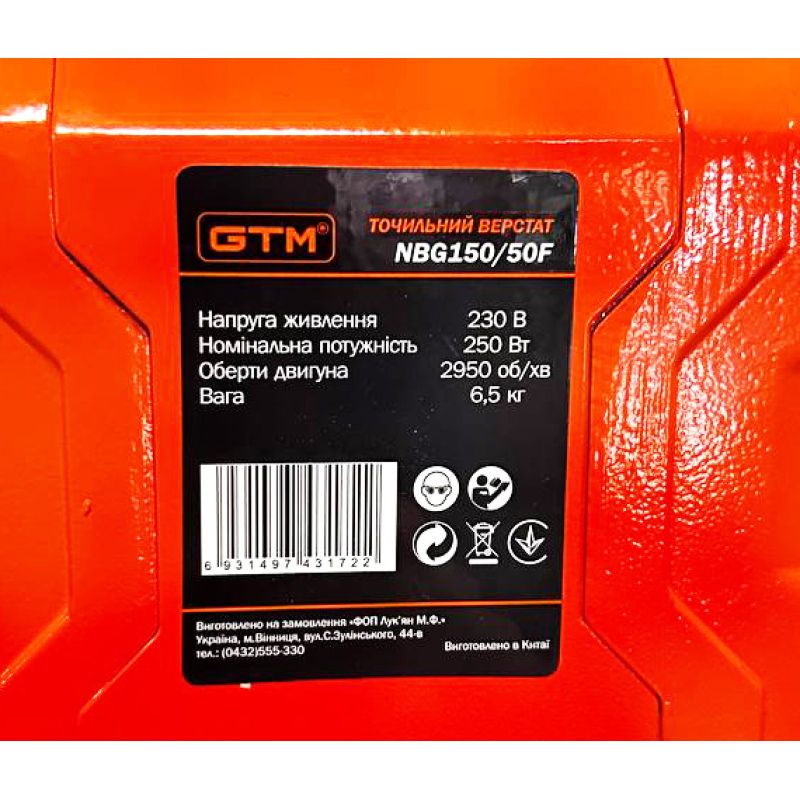 GTM®
ТОЧИЛЬНИЙ ВЕРСТАТ
NBG150/50F
Напруга живлення 230 В
Номінальна потужність 250 Вт
Оберти двигуна 2950 об/хв
Вага 6,5 кг
6 931497 431722
Виготовлено на замовлення «ФОП Лук'ян М.Ф.»
Україна, м.Вінниця, вул.С.Зулінського, 44-в
тел.: (0432)555-330
Виготовлено в Китаї